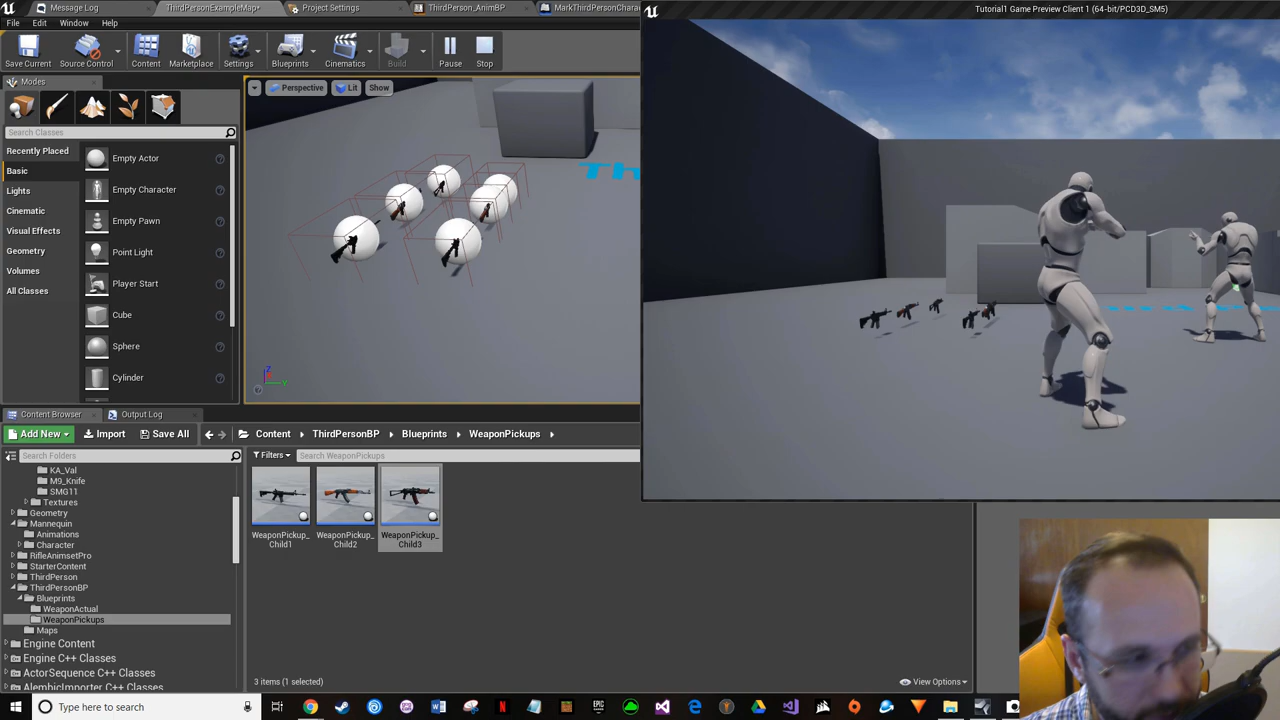 Message Log
ThirdPersonExampleMap*
Project Settings
ThirdPerson_AnimBP
MarkThirdPersonChara
Tutorial1 Game Preview Client 1 (64-bit/PCD3D_SM5)
File Edit Window Help
Save Current
Source Control
Content
Marketplace
Settings
Blueprints
Cinematics
Build
Pause
Stop
Modes
Perspective
Lit
Show
Search Classes
Recently Placed
Basic
Lights
Cinematic
Visual Effects
Geometry
Volumes
All Classes
Empty Actor
Empty Character
Empty Pawn
Point Light
Player Start
Cube
Sphere
Cylinder
Th
Z
Y
Content Browser
Output Log
Add New
Import
Save All
Content
ThirdPersonBP
Blueprints
WeaponPickups
Search Folders
Filters
Search WeaponPickups
KA_Val
M9_Knife
SMG11
Textures
Geometry
Mannequin
Animations
Character
RifleAnimsetPro
StarterContent
ThirdPerson
ThirdPersonBP
Blueprints
WeaponActual
WeaponPickups
Maps
Engine Content
Engine C++ Classes
ActorSequence C++ Classes
AlembicImporter C++ Classes
WeaponPickup_
Child1
WeaponPickup_
Child2
WeaponPickup_
Child3
3 items (1 selected)
View Options
Type here to search